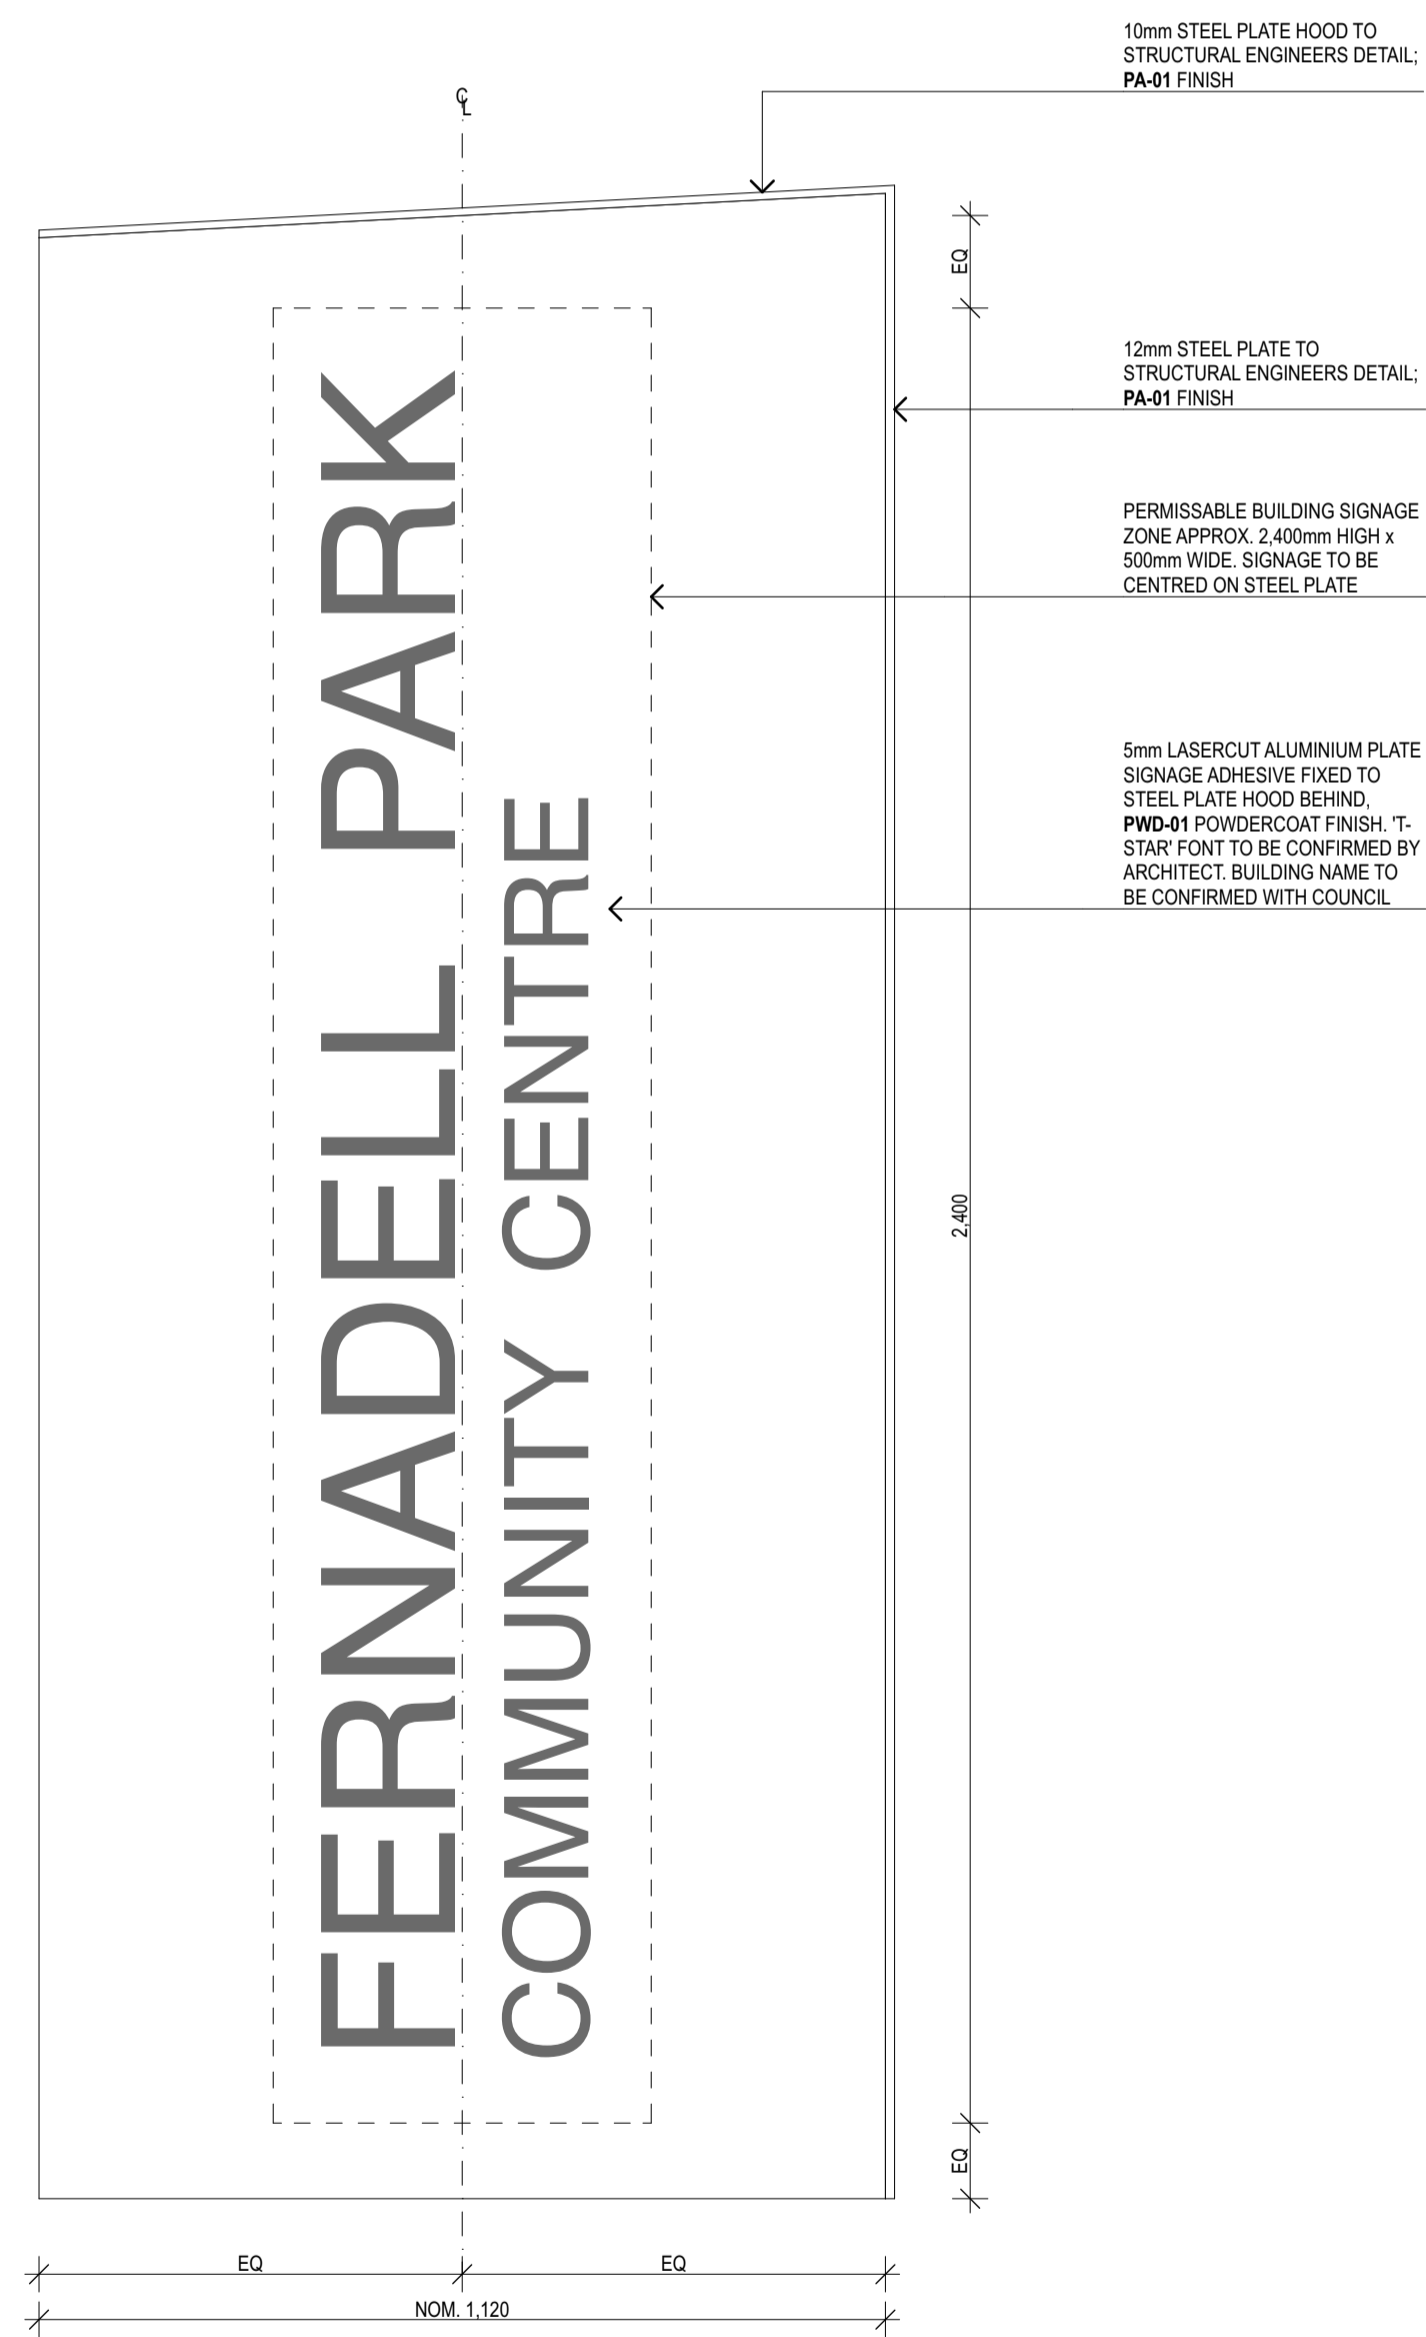 10mm STEEL PLATE HOOD TO
STRUCTURAL ENGINEERS DETAIL;
PA-01 FINISH
CL
EQ
12mm STEEL PLATE TO
STRUCTURAL ENGINEERS DETAIL;
PA-01 FINISH
PERMISSABLE BUILDING SIGNAGE
ZONE APPROX. 2,400mm HIGH x
500mm WIDE. SIGNAGE TO BE
CENTRED ON STEEL PLATE
5mm LASERCUT ALUMINIUM PLATE
SIGNAGE ADHESIVE FIXED TO
STEEL PLATE HOOD BEHIND,
PWD-01 POWDERCOAT FINISH. 'T-
STAR' FONT TO BE CONFIRMED BY
ARCHITECT. BUILDING NAME TO
BE CONFIRMED WITH COUNCIL
FERNADELL PARK
COMMUNITY CENTRE
2,400
EQ
EQ
EQ
NOM. 1,120